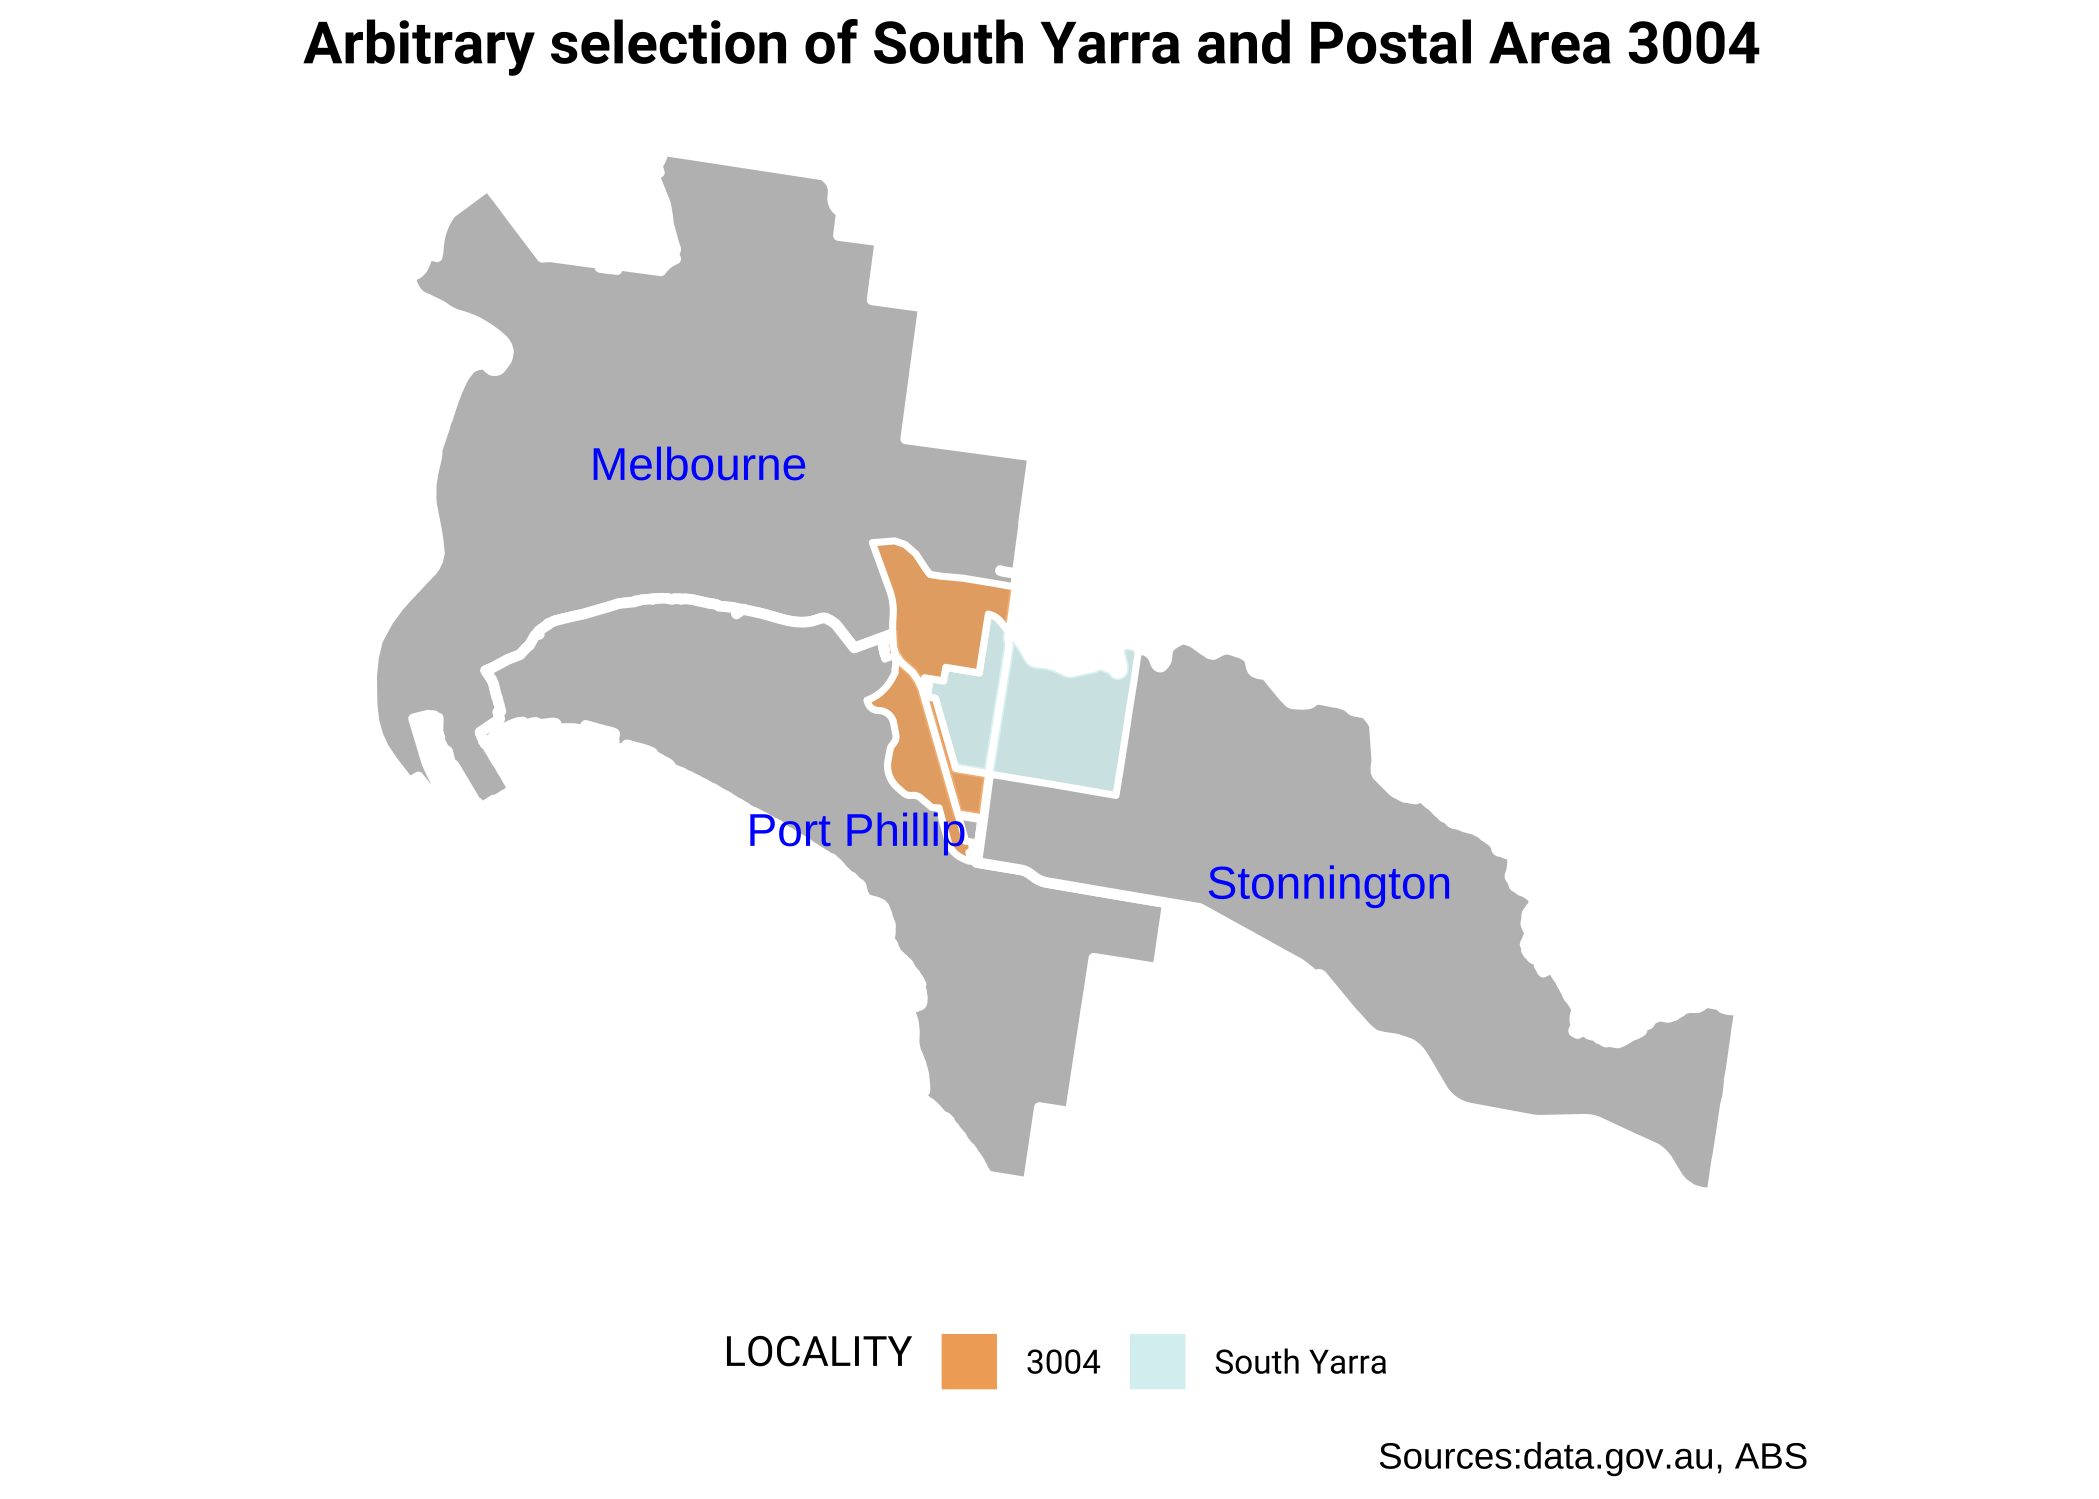 Arbitrary selection of South Yarra and Postal Area 3004
Melbourne
Port Phillip
Stonnington
LOCALITY 3004 South Yarra
Sources:data.gov.au, ABS